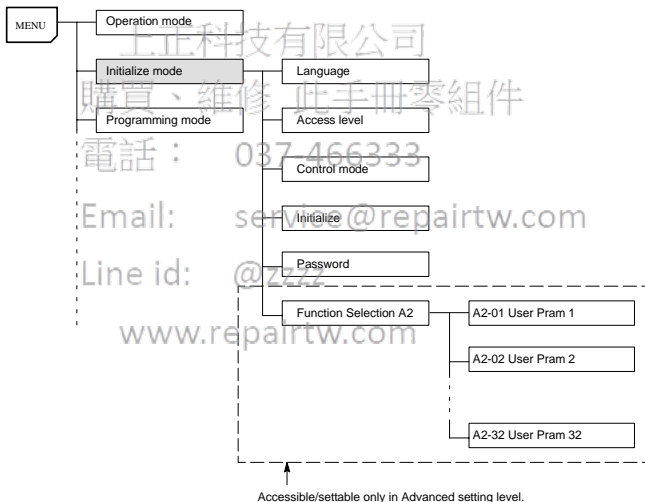 MENU
Operation mode
上正科技有限公司
Initialize mode
Language
購買、維修 此手冊零組件
Programming mode
Access level
電話： 037-466333
Control mode
Email: service@repairtw.com
Initialize
Line id: @zzzz
Password
Function Selection A2
A2-01 User Pram 1
www.repairtw.com
A2-02 User Pram 2
A2-32 User Pram 32
Accessible/settable only in Advanced setting level.